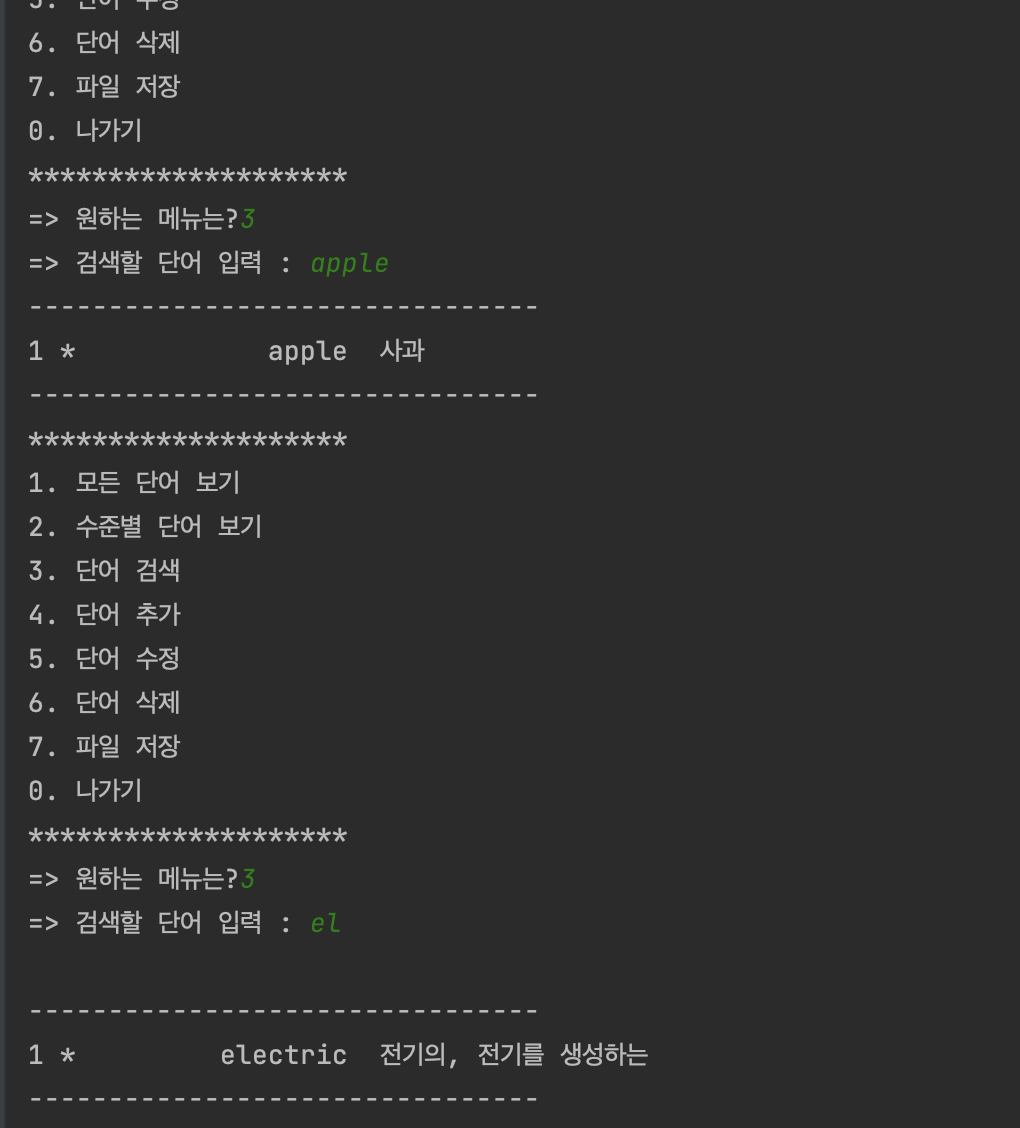 5. 단어 수정
6. 단어 삭제
7. 파일 저장
0. 나가기
********************
=> 원하는 메뉴는?3
=> 검색할 단어 입력 : apple
--------------------------------
1 *            apple  사과
--------------------------------
********************
1. 모든 단어 보기
2. 수준별 단어 보기
3. 단어 검색
4. 단어 추가
5. 단어 수정
6. 단어 삭제
7. 파일 저장
0. 나가기
********************
=> 원하는 메뉴는?3
=> 검색할 단어 입력 : el
--------------------------------
1 *         electric  전기의, 전기를 생성하는
--------------------------------